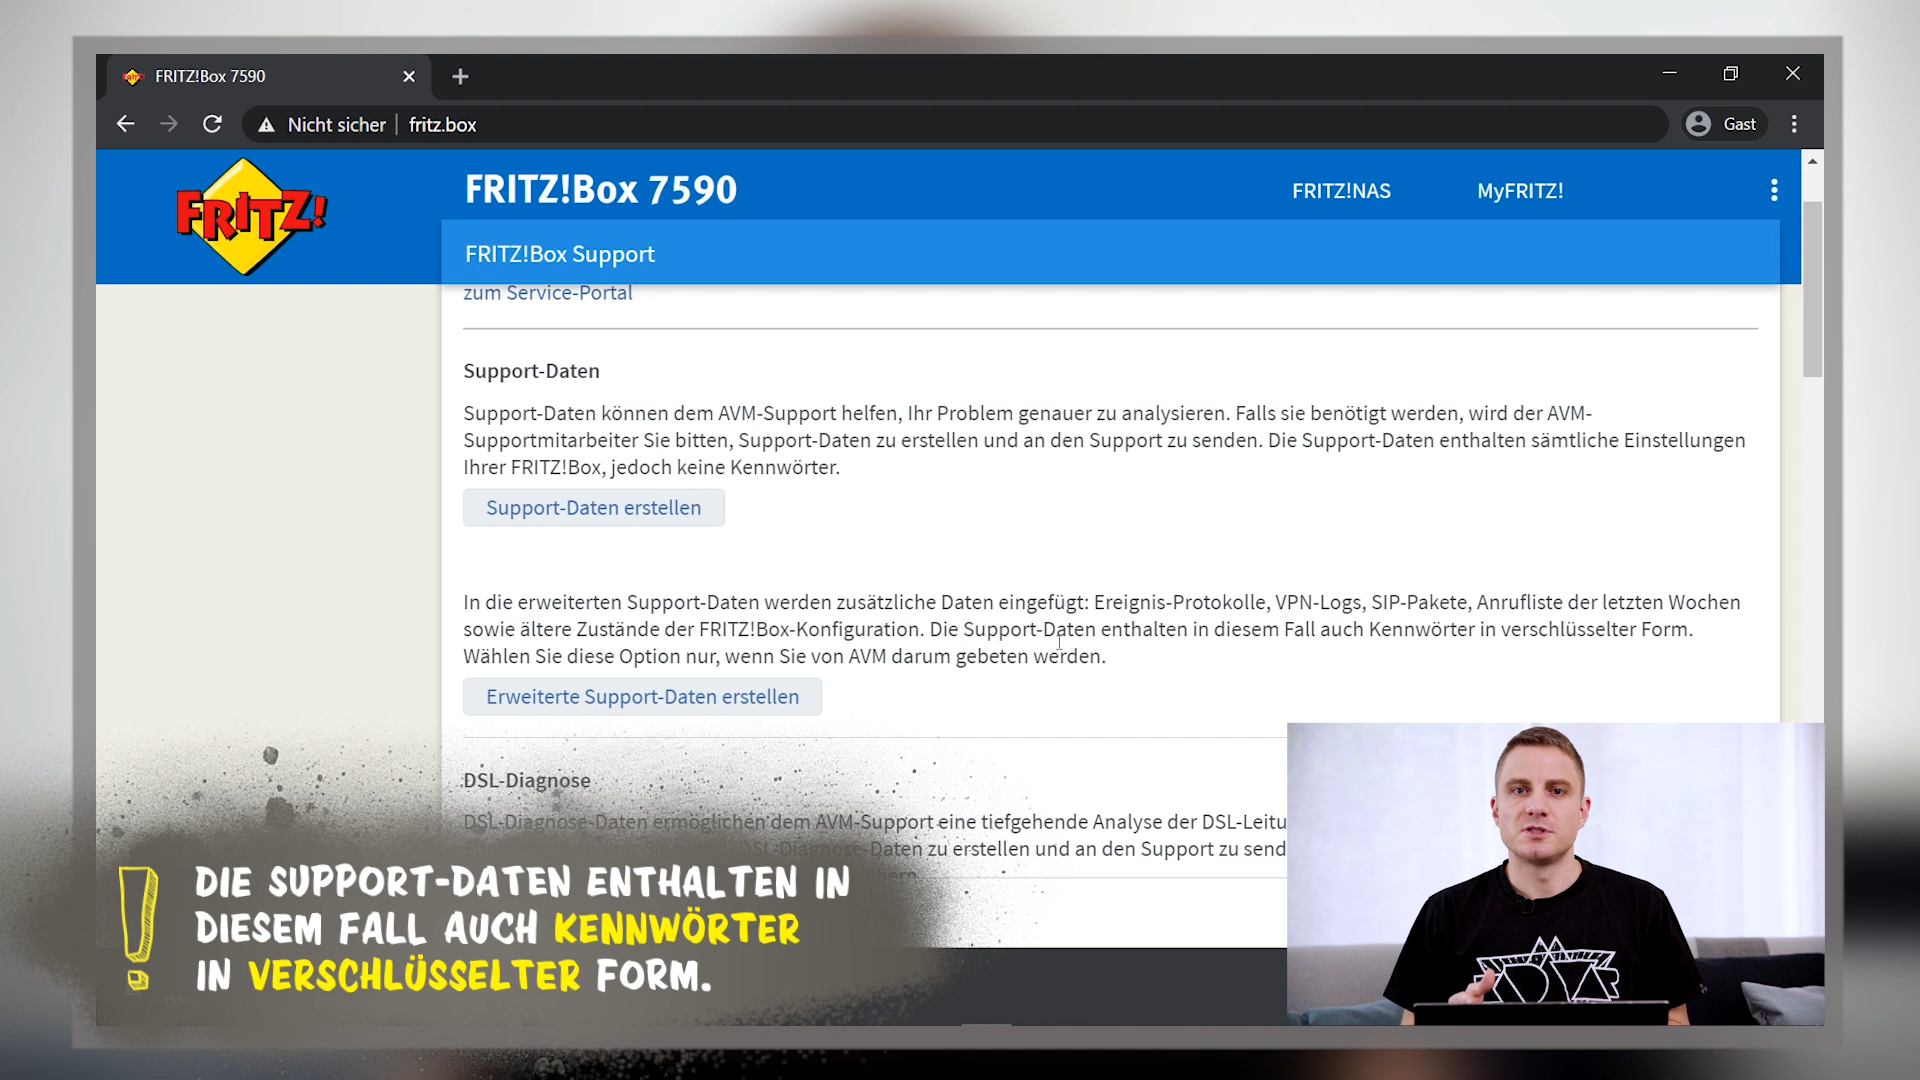 FRITZ!Box 7590
Nicht sicher
fritz.box
Gast
FRITZ!
FRITZ!Box 7590
FRITZ!NAS
MyFRITZ!
FRITZ!Box Support
zum Service-Portal
Support-Daten
Support-Daten können dem AVM-Support helfen, Ihr Problem genauer zu analysieren. Falls sie benötigt werden, wird der AVM-
Supportmitarbeiter Sie bitten, Support-Daten zu erstellen und an den Support zu senden. Die Support-Daten enthalten sämtliche Einstellungen
Ihrer FRITZ!Box, jedoch keine Kennwörter.
Support-Daten erstellen
In die erweiterten Support-Daten werden zusätzliche Daten eingefügt: Ereignis-Protokolle, VPN-Logs, SIP-Pakete, Anrufliste der letzten Wochen
sowie ältere Zustände der FRITZ!Box-Konfiguration. Die Support-Daten enthalten in diesem Fall auch Kennwörter in verschlüsselter Form.
Wählen Sie diese Option nur, wenn Sie von AVM darum gebeten werden.
Erweiterte Support-Daten erstellen
DSL-Diagnose
DSL-Diagnose-Daten ermöglichen dem AVM-Support eine tiefgehende Analyse der DSL-Leitu
DSL-Diagnose-Daten zu erstellen und an den Support zu send
! DIE SUPPORT-DATEN ENTHALTEN IN
DIESEM FALL AUCH KENNWÖRTER
IN VERSCHLÜSSELTER FORM.